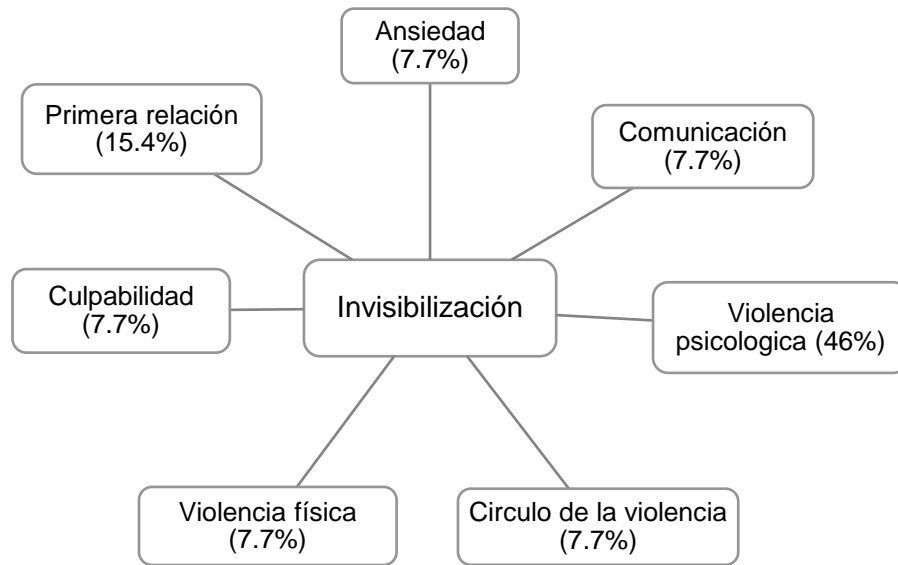 Ansiedad
(7.7%)
Primera relación
(15.4%)
Comunicación
(7.7%)
Culpabilidad
(7.7%)
Invisibilización
Violencia
psicologica (46%)
Violencia física
(7.7%)
Circulo de la violencia
(7.7%)